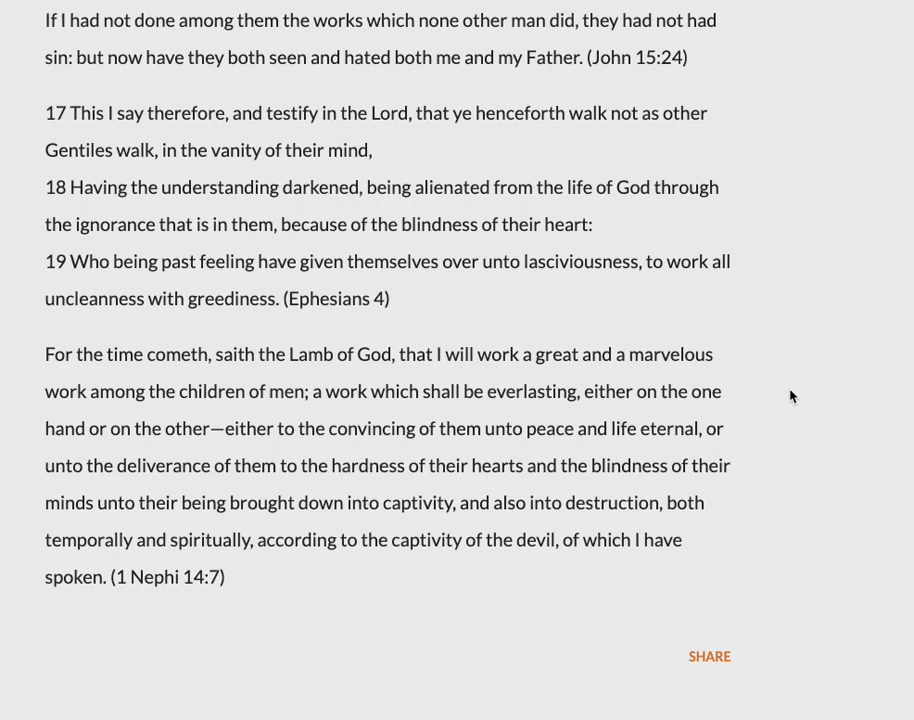 If I had not done among them the works which none other man did, they had not had
sin: but now have they both seen and hated both me and my Father. (John 15:24)
17 This I say therefore, and testify in the Lord, that ye henceforth walk not as other
Gentiles walk, in the vanity of their mind,
18 Having the understanding darkened, being alienated from the life of God through
the ignorance that is in them, because of the blindness of their heart:
19 Who being past feeling have given themselves over unto lasciviousness, to work all
uncleanness with greediness. (Ephesians 4)
For the time cometh, saith the Lamb of God, that I will work a great and a marvelous
work among the children of men; a work which shall be everlasting, either on the one
hand or on the other—either to the convincing of them unto peace and life eternal, or
unto the deliverance of them to the hardness of their hearts and the blindness of their
minds unto their being brought down into captivity, and also into destruction, both
temporally and spiritually, according to the captivity of the devil, of which I have
spoken. (1 Nephi 14:7)
SHARE